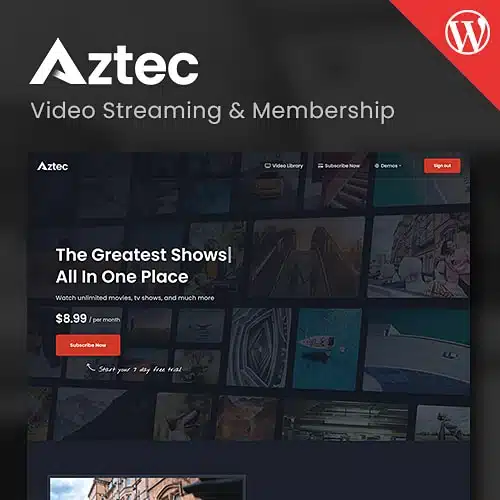 Aztec
Video Streaming & Membership
Aztec
Video Library
Subscribe Now
Demos
Sign out
The Greatest Shows|
All In One Place
Watch unlimited movies, tv shows, and much more
$8.99 / per month
Subscribe Now
Start your 7 day free trial